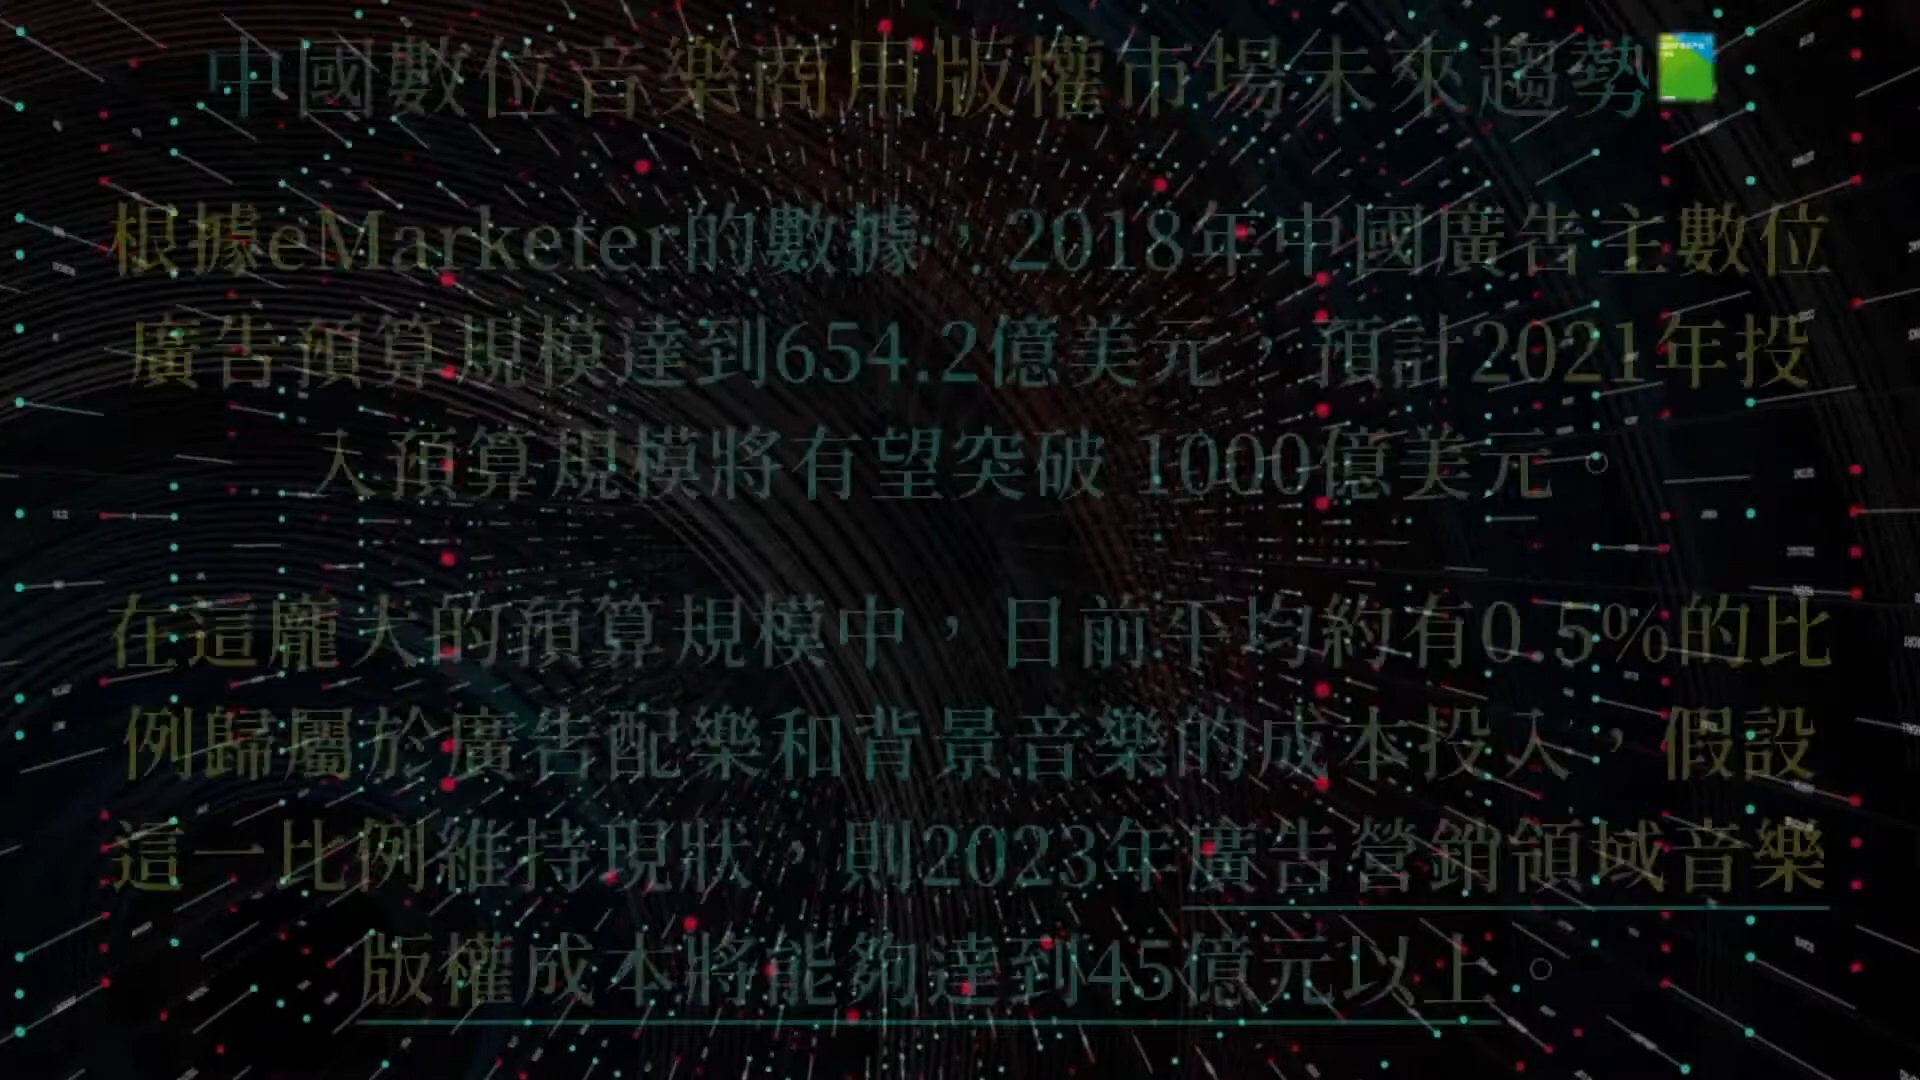 中國數位音樂商用版權市場未來趨勢
根據eMarketer的數據，2018年中國廣告主數位
廣告預算規模達到654.2億美元，預計2021年投
入預算規模將有望突破 1000億美元。
在這龐大的預算規模中，目前平均約有0.5%的比
例歸屬於廣告配樂和背景音樂的成本投入，假設
這一比例維持現狀，則2023年廣告營銷領域音樂
版權成本將能夠達到45億元以上。